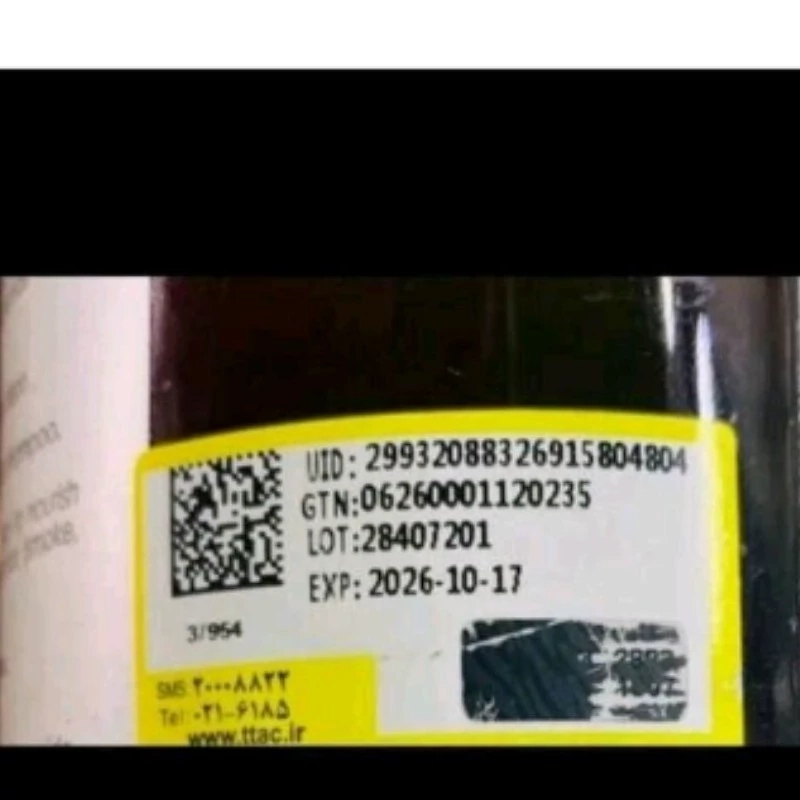 UID: 29932088326915804804
GTN:06260001120235
LOT:28407201
EXP: 2026-10-17
3/954
SMS ۲۰۰۰۸۸۲۲
Tel: ۰۲۱-۶۱۸۵
www.ttac.ir
nourish